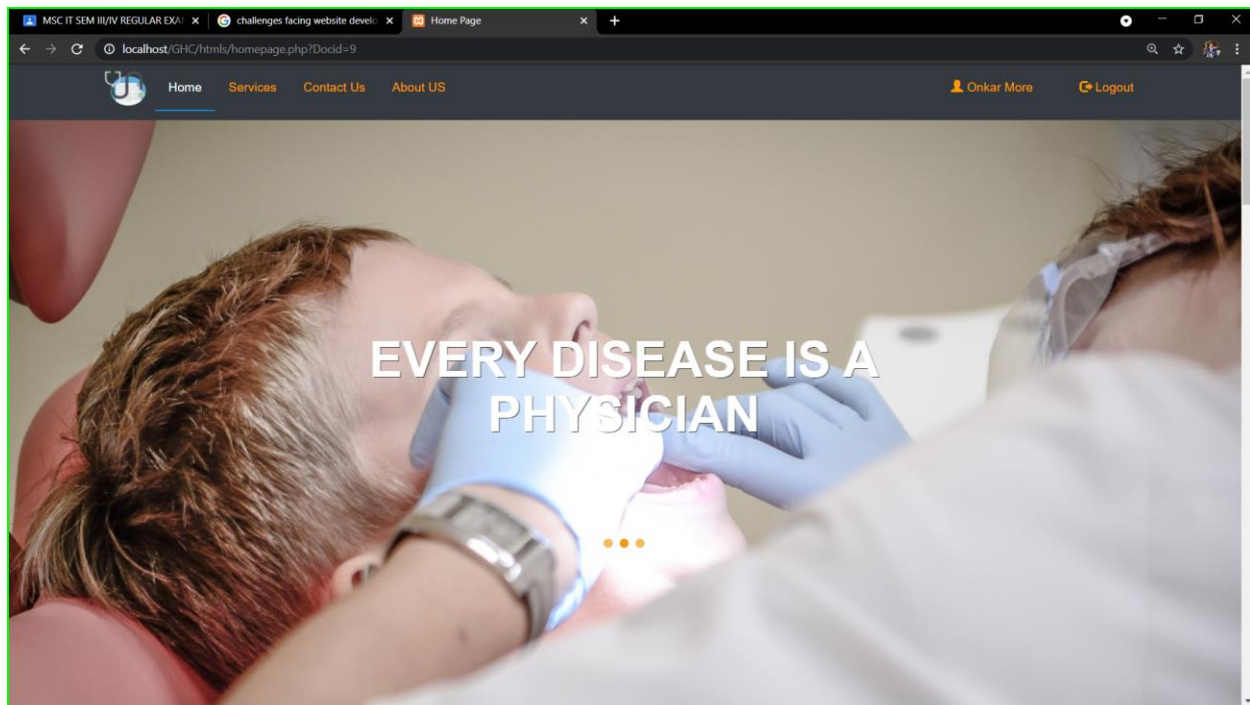 MSC IT SEM III/IV REGULAR EXA
challenges facing website develo
Home Page
localhost/GHC/htmls/homepage.php?Docid=9
Home
Services
Contact Us
About US
Onkar More
Logout
EVERY DISEASE IS A
PHYSICIAN